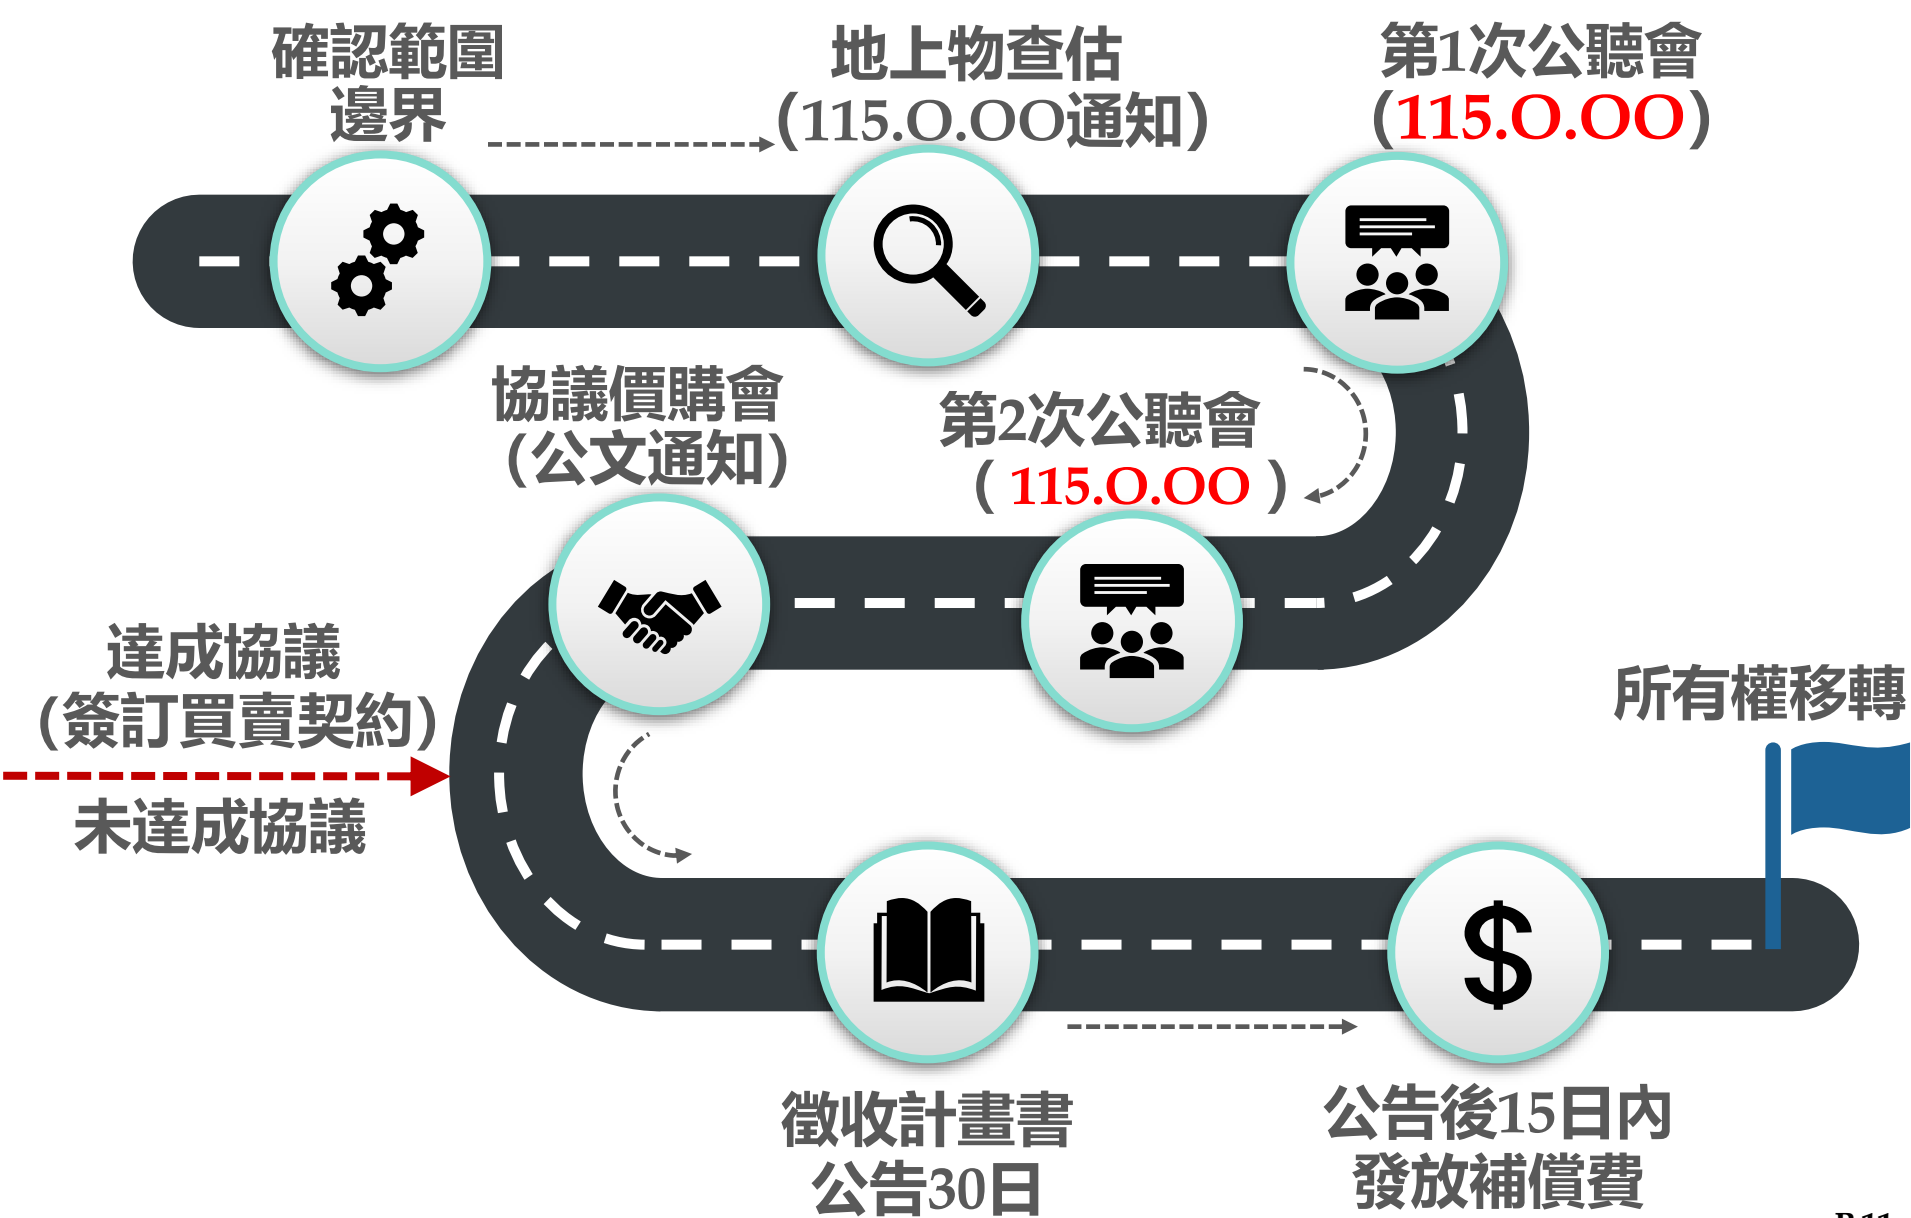 確認範圍
邊界
地上物查估
(115.O.OO通知)
第1次公聽會
(115.O.OO)
第2次公聽會
( 115.O.OO )
協議價購會
(公文通知)
達成協議
(簽訂買賣契約)
未達成協議
徵收計畫書
公告30日
公告後15日內
發放補償費
所有權移轉